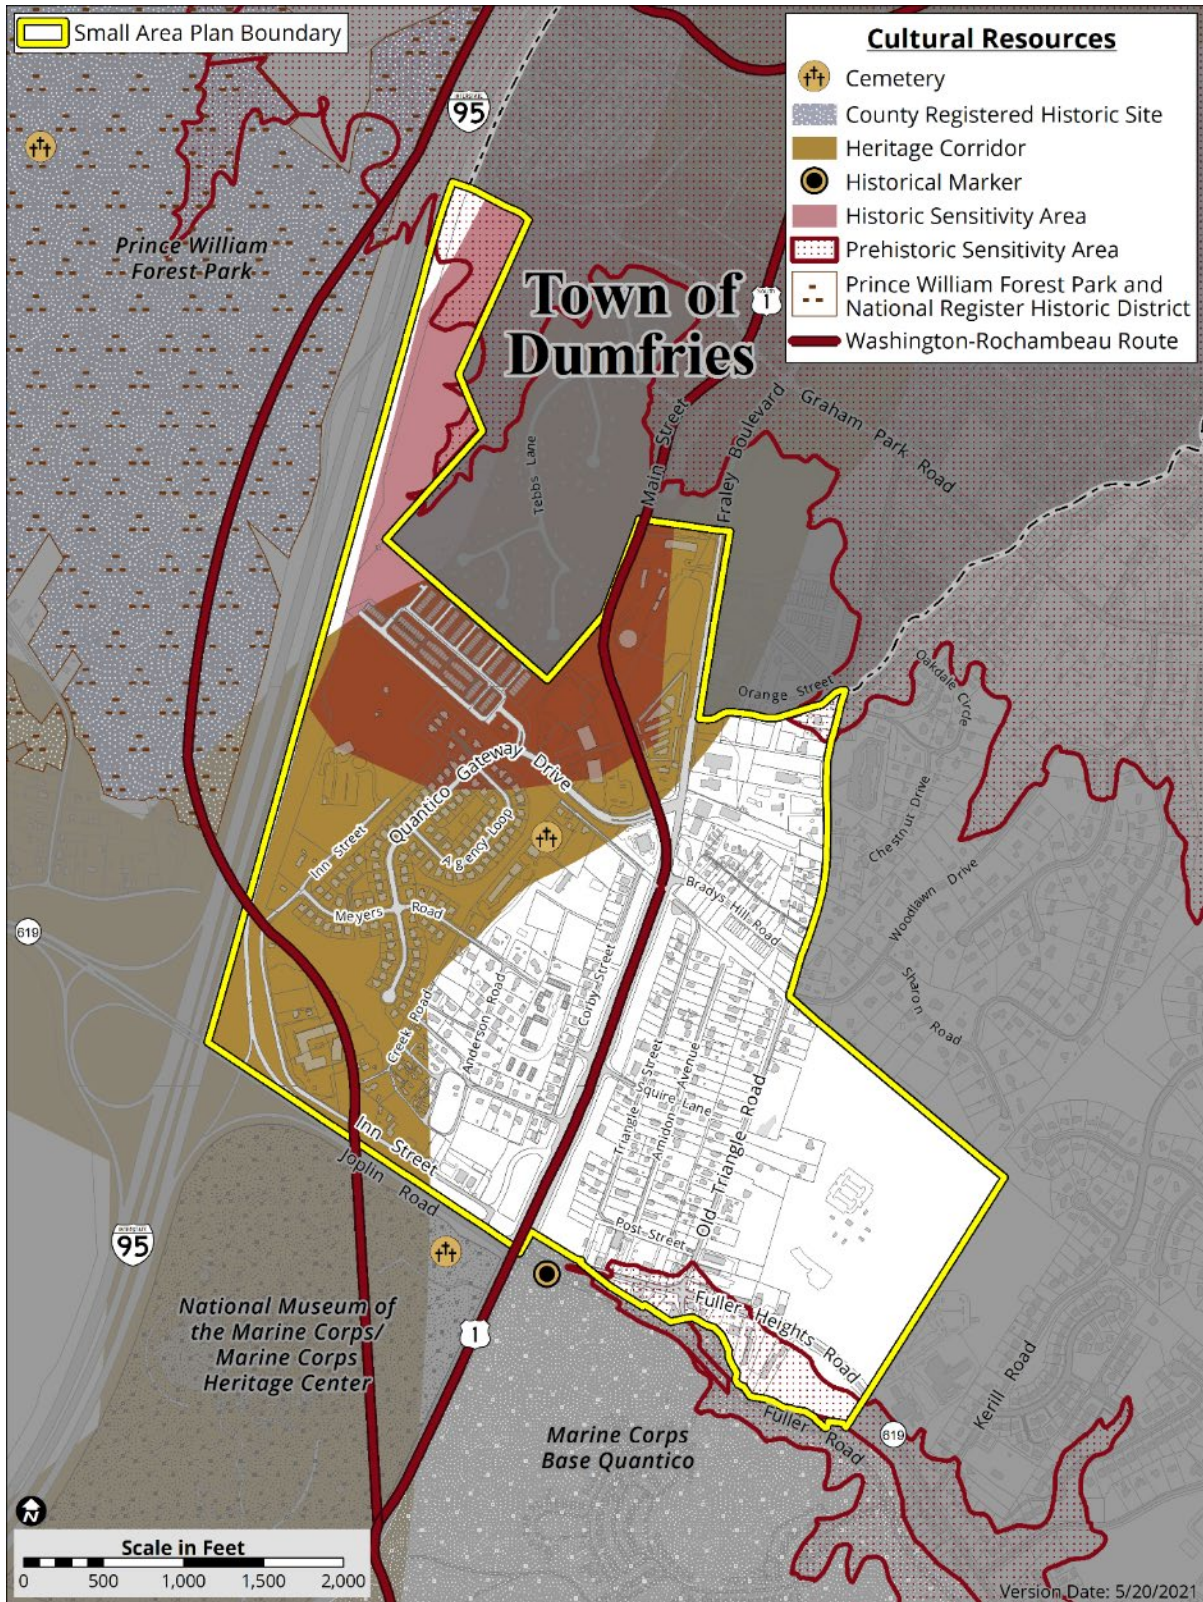 Small Area Plan Boundary
Cultural Resources
Cemetery
County Registered Historic Site
Heritage Corridor
Historical Marker
Historic Sensitivity Area
Prehistoric Sensitivity Area
Prince William Forest Park and
National Register Historic District
Washington-Rochambeau Route
INTERSTATE
95
Prince William
Forest Park
SOUTH
1
Town of
Dumfries
Graham Park Road
Fraley Boulevard
Main Street
Tebbs Lane
Orange Street
Oakdale Circle
Quantico Gateway Drive
Chestnut Drive
Inn Street
Agency Loop
Woodlawn Drive
Bradys Hill Road
Meyers Road
619
Corby Street
Sharon Road
Anderson Road
Creek Road
Triangle Street
Amidon Avenue
Squire Lane
Old Triangle Road
Inn Street
Joplin Road
Post Street
INTERSTATE
95
National Museum of
the Marine Corps/
Marine Corps
Heritage Center
1
Fuller Heights Road
Kerill Road
Fuller Road
619
Marine Corps
Base Quantico
N
Scale in Feet
0 500 1,000 1,500 2,000
Version Date: 5/20/2021